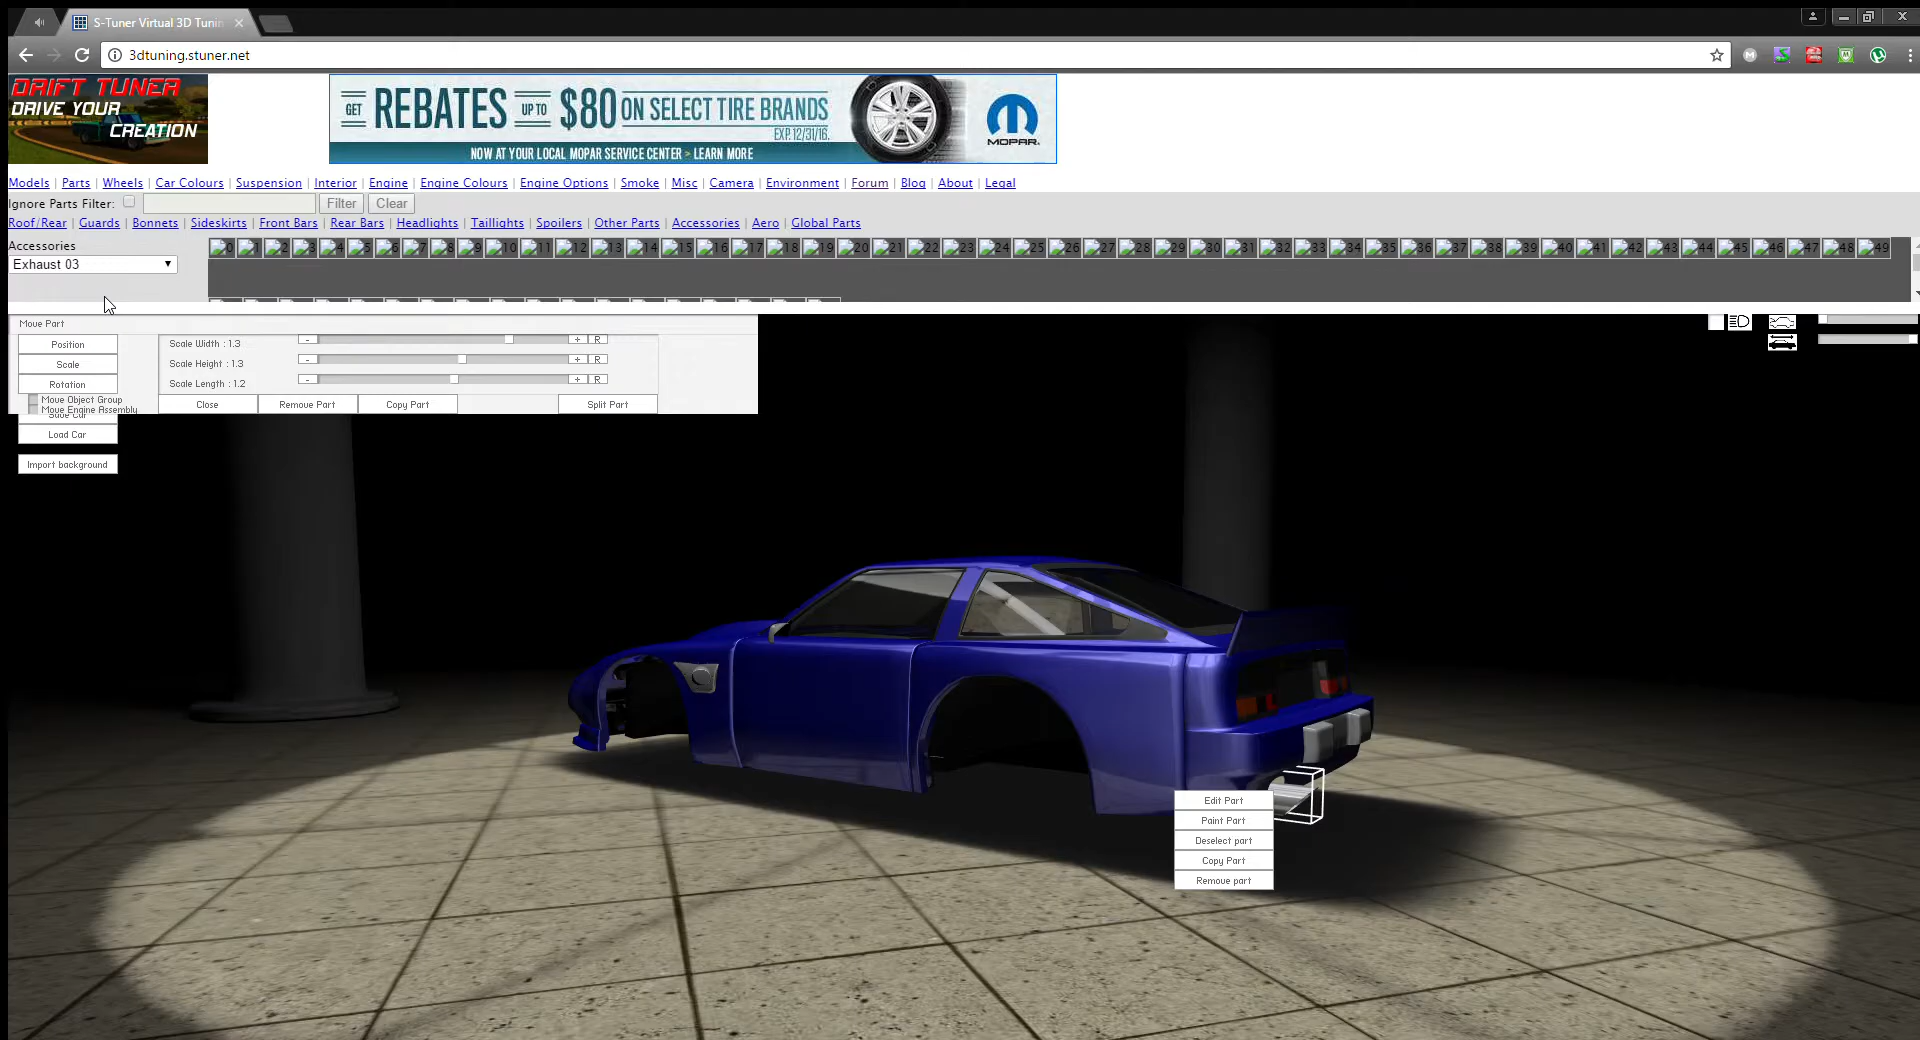 S-Tuner Virtual 3D Tunin
3dtuning.stuner.net
DRIFT TUNER
DRIVE YOUR
CREATION
GET REBATES UP TO $80 ON SELECT TIRE BRANDS
EXP. 12/31/16.
NOW AT YOUR LOCAL MOPAR SERVICE CENTER > LEARN MORE
MOPAR
Models | Parts | Wheels | Car Colours | Suspension | Interior | Engine | Engine Colours | Engine Options | Smoke | Misc | Camera | Environment | Forum | Blog | About | Legal
Ignore Parts Filter: Filter Clear
Roof/Rear | Guards | Bonnets | Sideskirts | Front Bars | Rear Bars | Headlights | Taillights | Spoilers | Other Parts | Accessories | Aero | Global Parts
Accessories
0 1 2 3 4 5 6 7 8 9 10 11 12 13 14 15 16 17 18 19 20 21 22 23 24 25 26 27 28 29 30 31 32 33 34 35 36 37 38 39 40 41 42 43 44 45 46 47 48 49
Exhaust 03
Move Part
Position
Scale
Rotation
Move Object Group
Move Engine Assembly
Save Car
Load Car
Import background
Scale Width : 1.3 - + R
Scale Height : 1.3 - + R
Scale Length : 1.2 - + R
Close Remove Part Copy Part Split Part
Edit Part
Paint Part
Deselect part
Copy Part
Remove part